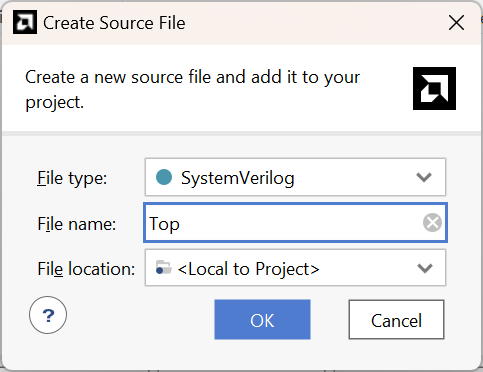 Create Source File
Create a new source file and add it to your
project.
File type: SystemVerilog
File name: Top
File location: <Local to Project>
? OK Cancel